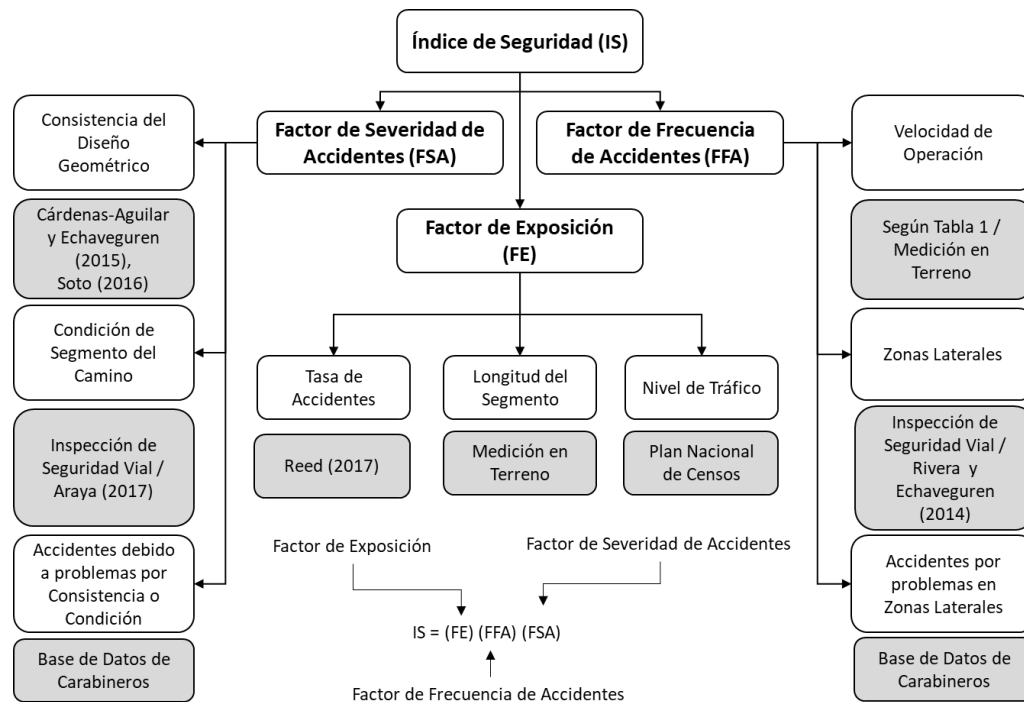 Índice de Seguridad (IS)
Consistencia del
Diseño
Geométrico
Factor de Severidad de
Accidentes (FSA)
Factor de Frecuencia
de Accidentes (FFA)
Velocidad de
Operación
Cárdenas-Aguilar
y Echaveguren
(2015),
Soto (2016)
Factor de Exposición
(FE)
Según Tabla 1 /
Medición en
Terreno
Condición de
Segmento del
Camino
Zonas Laterales
Tasa de
Accidentes
Longitud del
Segmento
Nivel de Tráfico
Inspección de
Seguridad Vial /
Araya (2017)
Reed (2017)
Medición en
Terreno
Plan Nacional
de Censos
Inspección de
Seguridad Vial /
Rivera y
Echaveguren
(2014)
Accidentes debido
a problemas por
Consistencia o
Condición
Factor de Exposición
Factor de Severidad de Accidentes
Accidentes por
problemas en
Zonas Laterales
IS = (FE) (FFA) (FSA)
Base de Datos de
Carabineros
Factor de Frecuencia de Accidentes
Base de Datos de
Carabineros